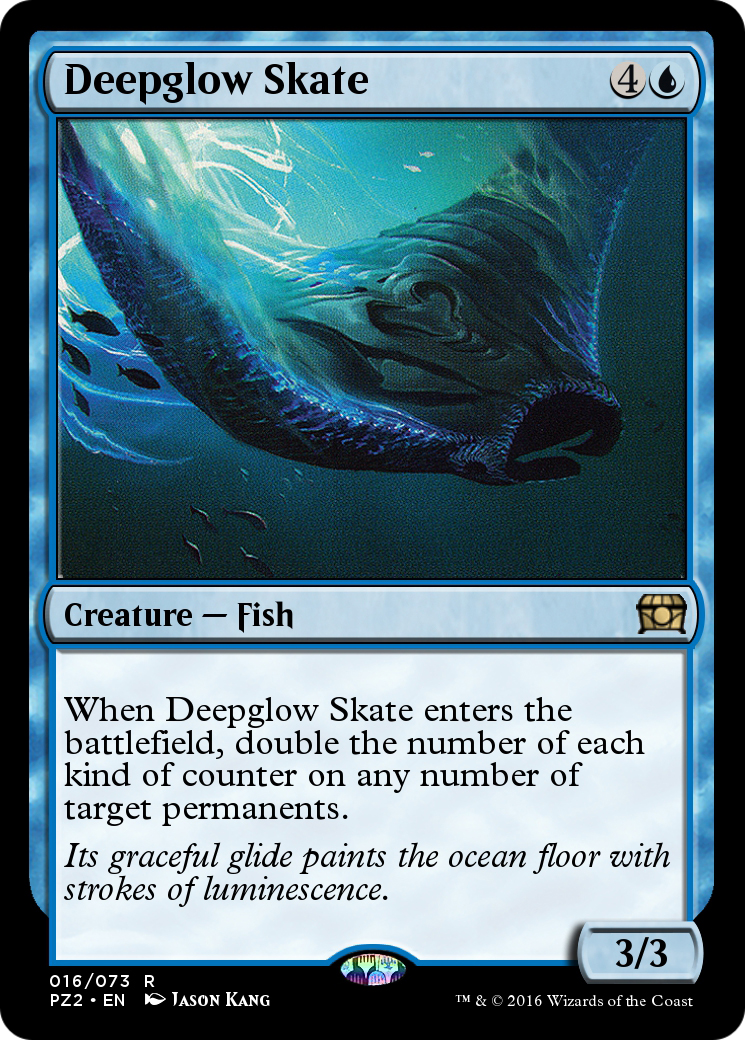 Deepglow Skate 4
Creature — Fish
When Deepglow Skate enters the
battlefield, double the number of each
kind of counter on any number of
target permanents.
Its graceful glide paints the ocean floor with
strokes of luminescence.
3/3
016/073 R
PZ2 • EN Jason Kang
™ & © 2016 Wizards of the Coast